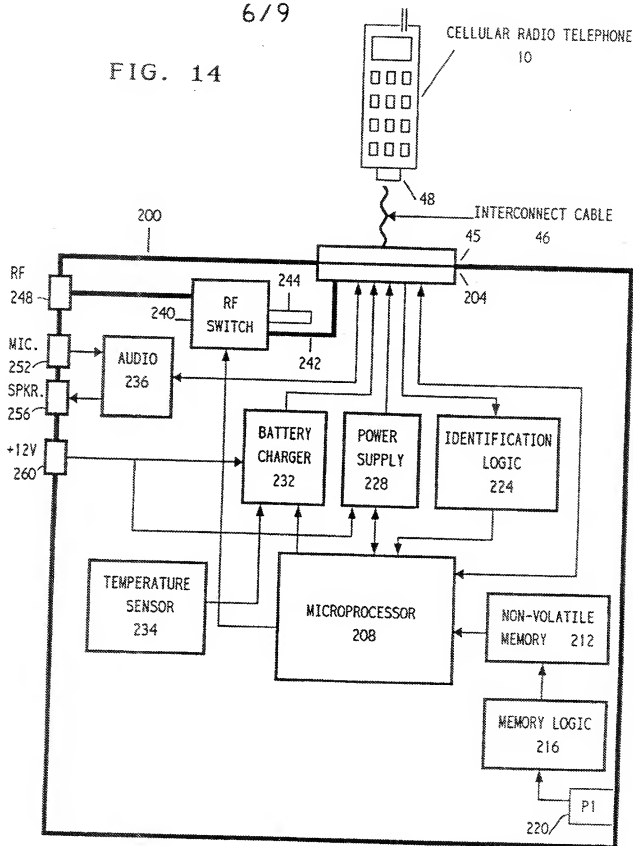 6/9
FIG. 14
CELLULAR RADIO TELEPHONE
10
48
INTERCONNECT CABLE
46
200
45
204
RF
248
244
240
RF
SWITCH
242
MIC.
252
AUDIO
236
SPKR.
256
+12V
260
BATTERY
CHARGER
232
POWER
SUPPLY
228
IDENTIFICATION
LOGIC
224
TEMPERATURE
SENSOR
234
MICROPROCESSOR
208
NON-VOLATILE
MEMORY 212
MEMORY LOGIC
216
P1
220